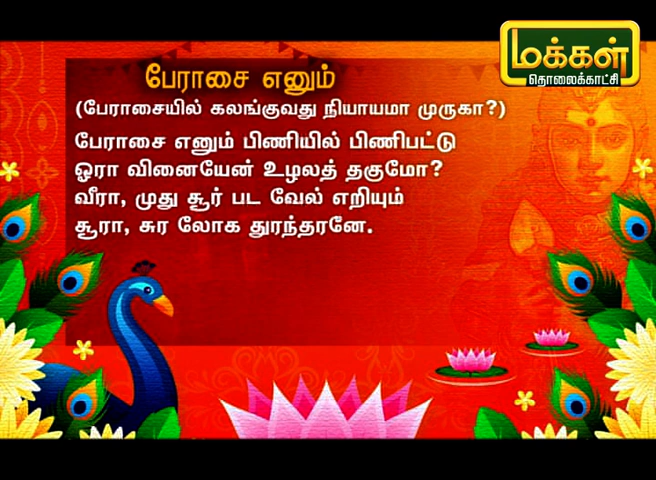 மக்கள்
தொலைக்காட்சி
பேராசை எனும்
(பேராசையில் கலங்குவது நியாயமா முருகா?)
பேராசை எனும் பிணியில் பிணிபட்டு
ஓரா வினையேன் உழலத் தகுமோ?
வீரா, முது சூர் பட வேல் எறியும்
சூரா, சுர லோக துரந்தரனே.